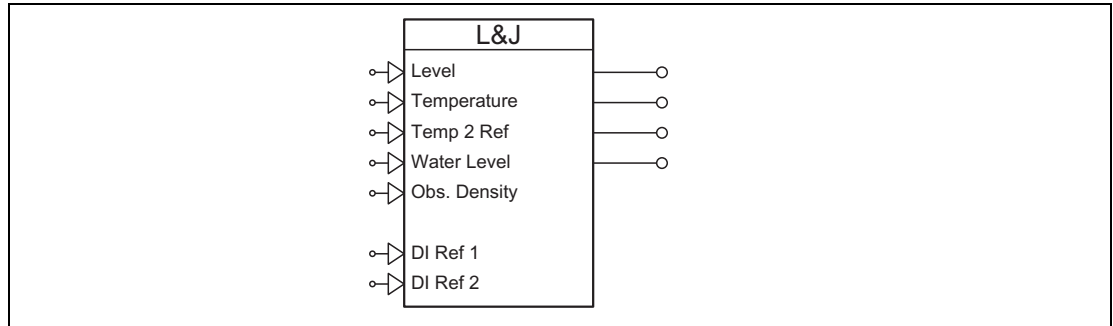 L&J
Level
Temperature
Temp 2 Ref
Water Level
Obs. Density
DI Ref 1
DI Ref 2